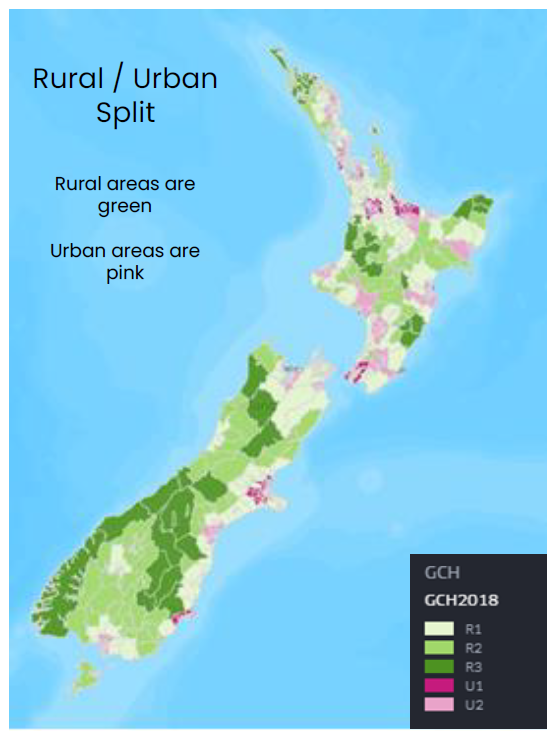 Rural / Urban
Split
Rural areas are
green
Urban areas are
pink
GCH
GCH2018
R1
R2
R3
U1
U2